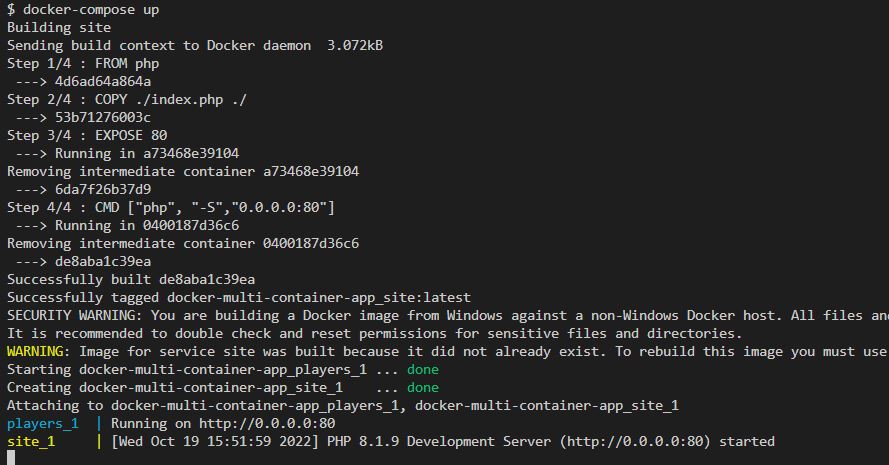 $ docker-compose up
Building site
Sending build context to Docker daemon  3.072kB
Step 1/4 : FROM php
 ---> 4d6ad64a864a
Step 2/4 : COPY ./index.php ./
 ---> 53b71276003c
Step 3/4 : EXPOSE 80
 ---> Running in a73468e39104
Removing intermediate container a73468e39104
 ---> 6da7f26b37d9
Step 4/4 : CMD ["php", "-S","0.0.0.0:80"]
 ---> Running in 0400187d36c6
Removing intermediate container 0400187d36c6
 ---> de8aba1c39ea
Successfully built de8aba1c39ea
Successfully tagged docker-multi-container-app_site:latest
SECURITY WARNING: You are building a Docker image from Windows against a non-Windows Docker host. All files an
It is recommended to double check and reset permissions for sensitive files and directories.
WARNING: Image for service site was built because it did not already exist. To rebuild this image you must use
Starting docker-multi-container-app_players_1 ... done
Creating docker-multi-container-app_site_1    ... done
Attaching to docker-multi-container-app_players_1, docker-multi-container-app_site_1
players_1  | Running on http://0.0.0.0:80
site_1     | [Wed Oct 19 15:51:59 2022] PHP 8.1.9 Development Server (http://0.0.0.0:80) started